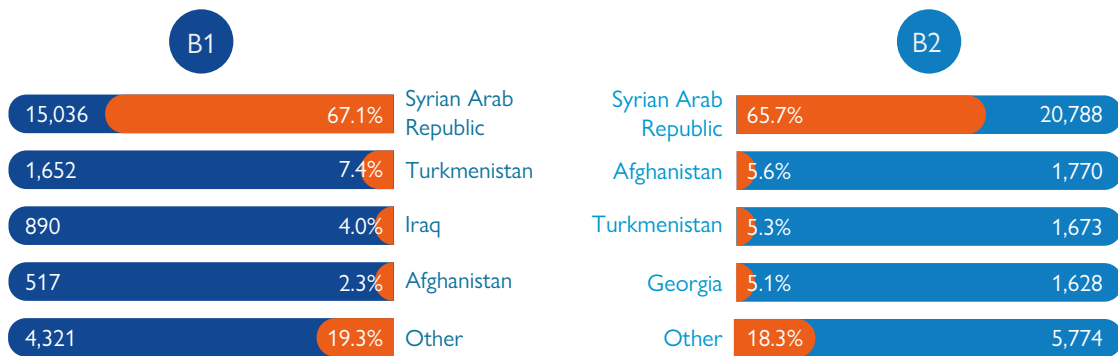 B1
15,036 67.1% Syrian Arab
Republic
1,652 7.4% Turkmenistan
890 4.0% Iraq
517 2.3% Afghanistan
4,321 19.3% Other
B2
Syrian Arab
Republic 65.7% 20,788
Afghanistan 5.6% 1,770
Turkmenistan 5.3% 1,673
Georgia 5.1% 1,628
Other 18.3% 5,774